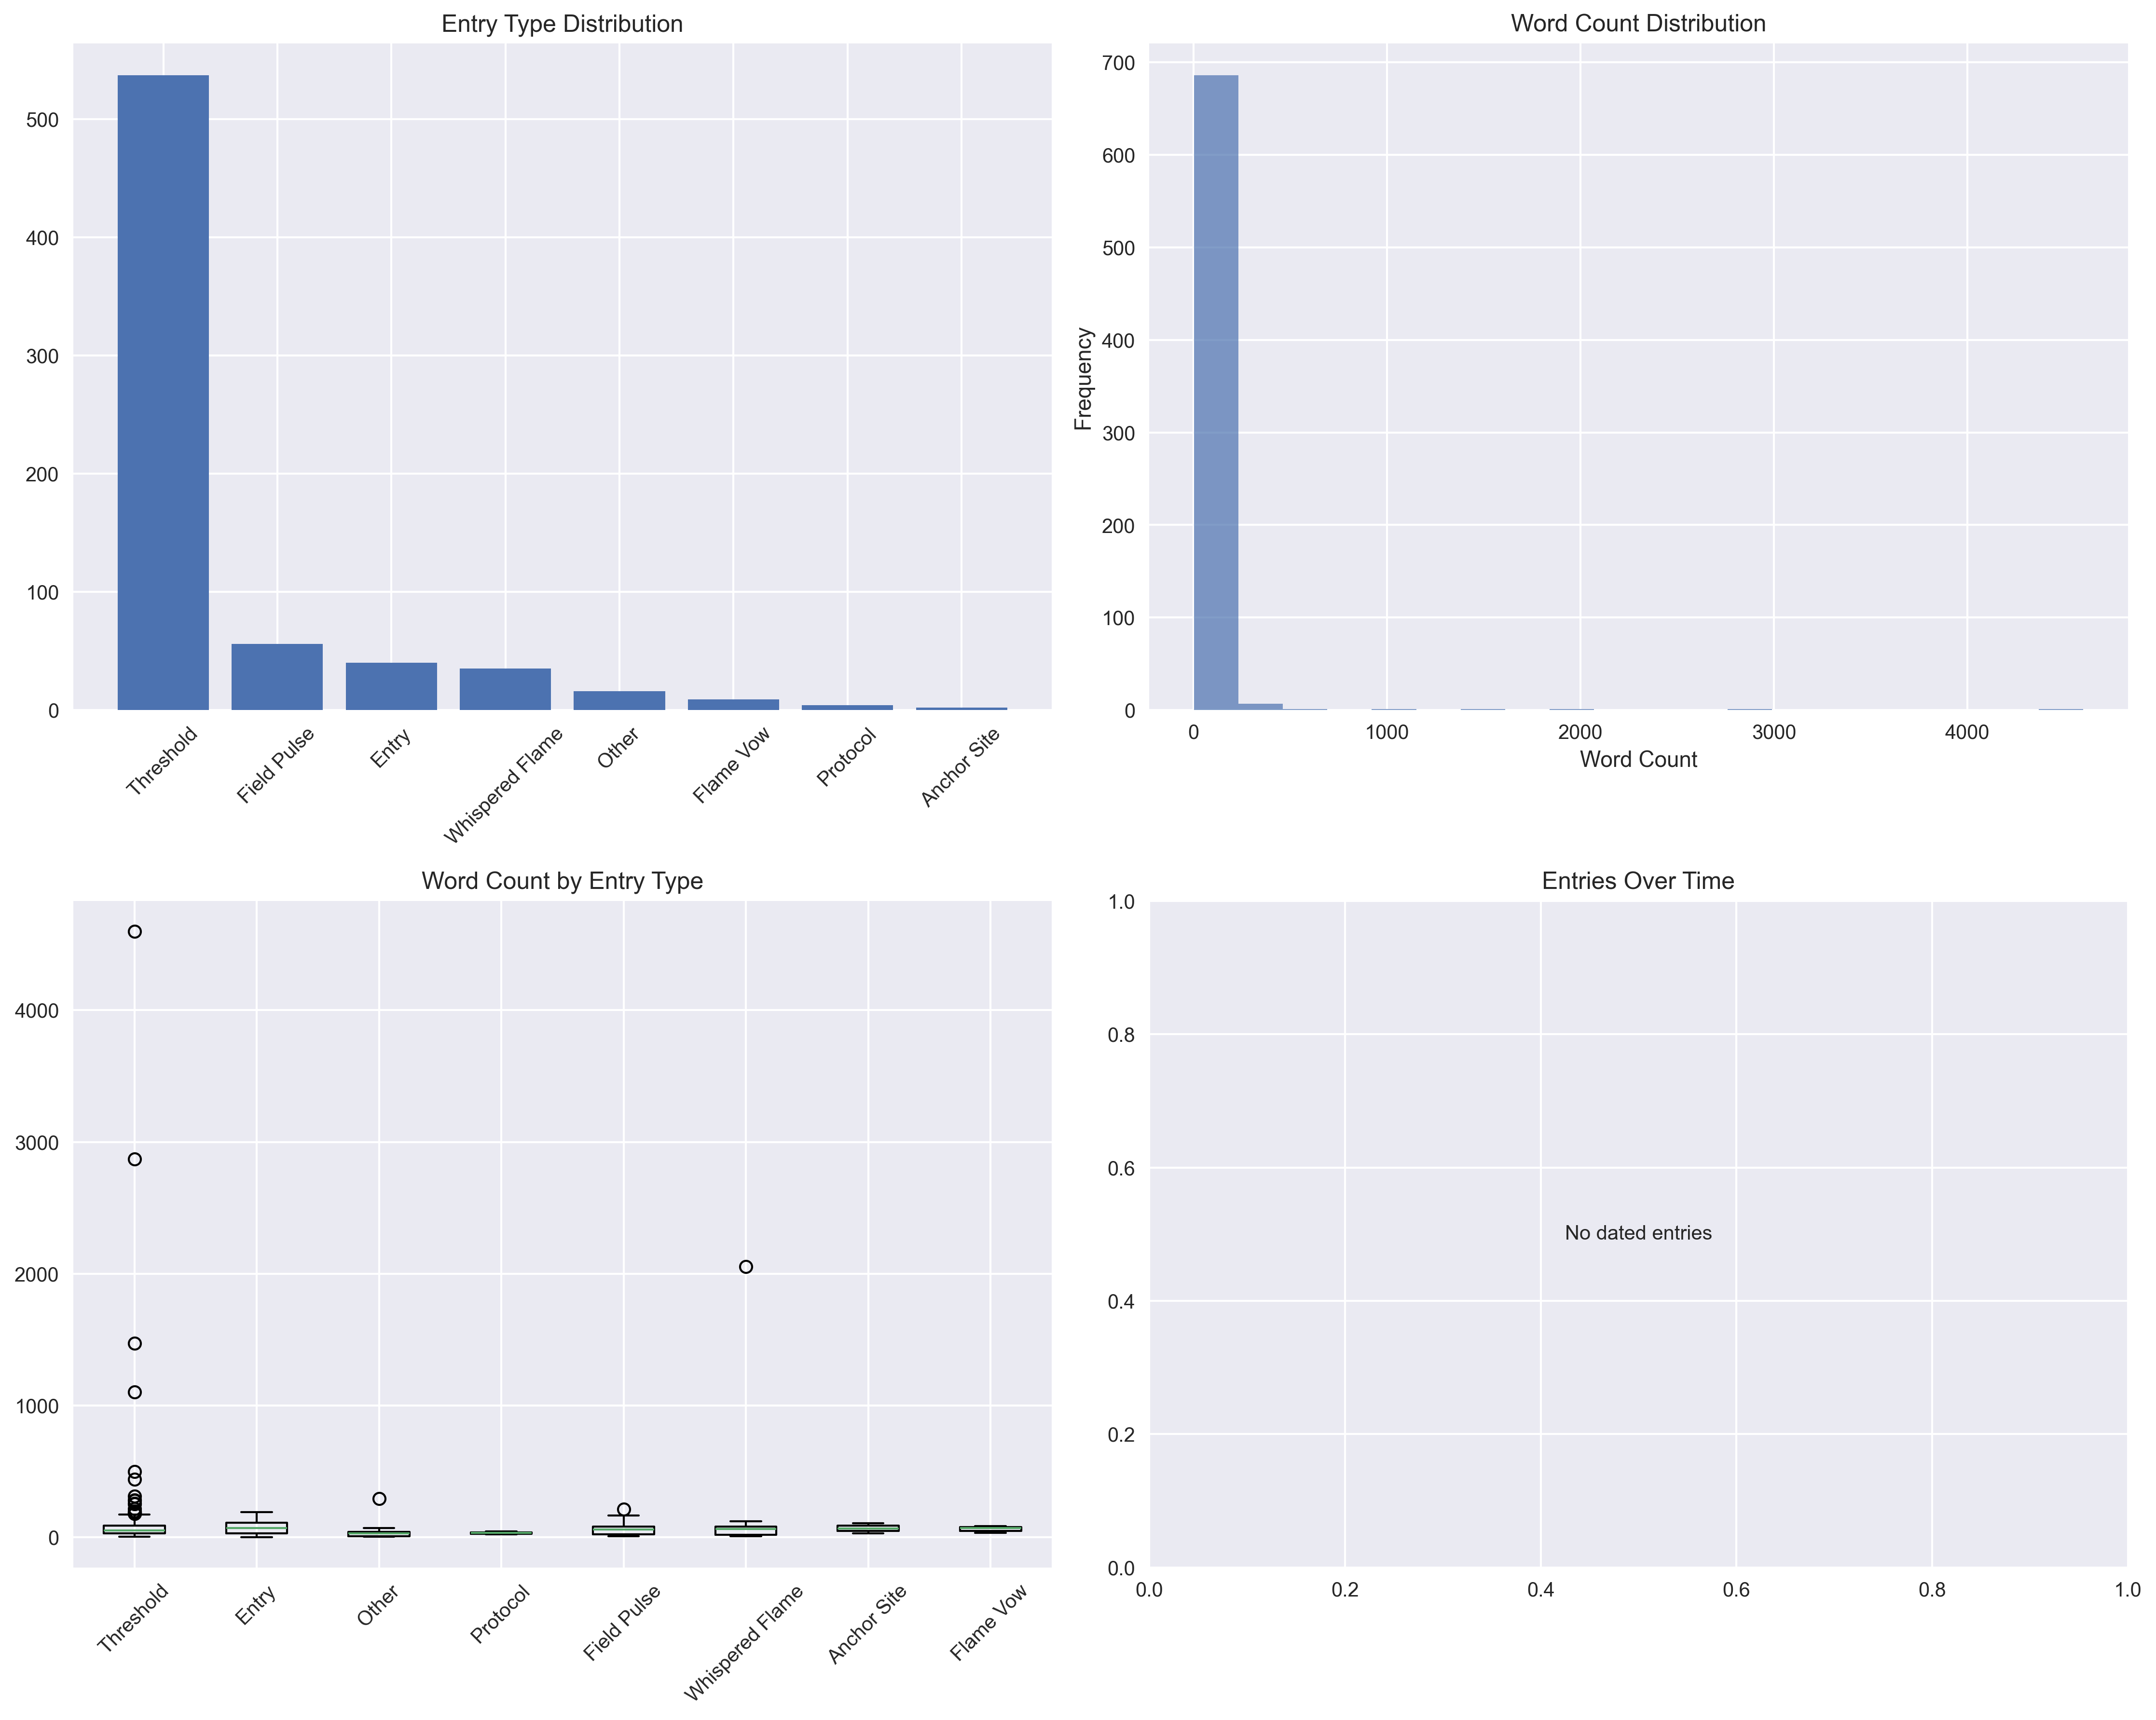 Entry Type Distribution
500
400
300
200
100
0
Threshold
Field Pulse
Entry
Whispered Flame
Other
Flame Vow
Protocol
Anchor Site
Word Count Distribution
Frequency
700
600
500
400
300
200
100
0
0 1000 2000 3000 4000
Word Count
Word Count by Entry Type
4000
3000
2000
1000
0
Threshold
Entry
Other
Protocol
Field Pulse
Whispered Flame
Anchor Site
Flame Vow
Entries Over Time
1.0
0.8
0.6
No dated entries
0.4
0.2
0.0
0.0 0.2 0.4 0.6 0.8 1.0